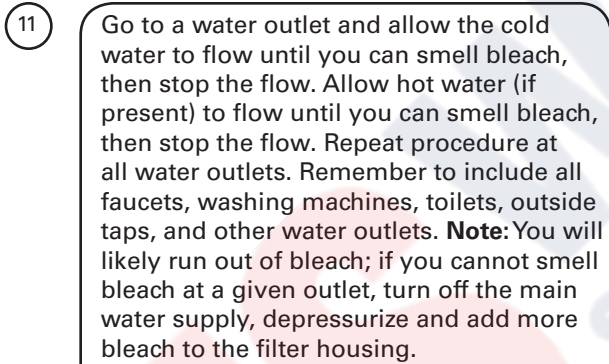 11
Go to a water outlet and allow the cold
water to flow until you can smell bleach,
then stop the flow. Allow hot water (if
present) to flow until you can smell bleach,
then stop the flow. Repeat procedure at
all water outlets. Remember to include all
faucets, washing machines, toilets, outside
taps, and other water outlets. Note: You will
likely run out of bleach; if you cannot smell
bleach at a given outlet, turn off the main
water supply, depressurize and add more
bleach to the filter housing.